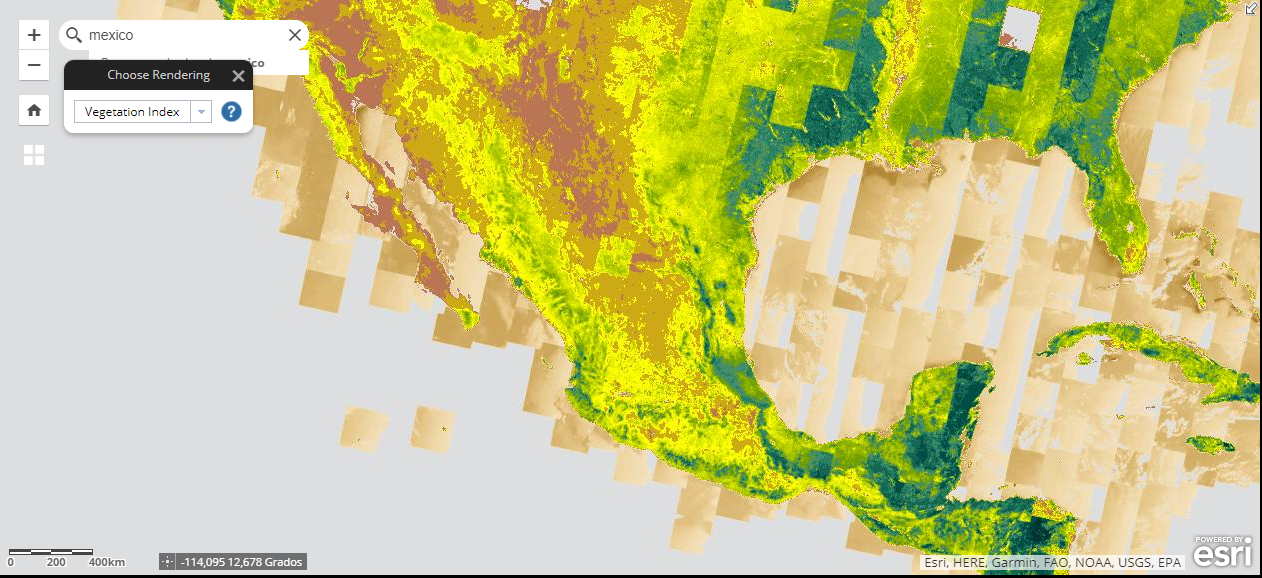 mexico
ico
Choose Rendering
Vegetation Index
?
0 200 400km
-114,095 12,678 Grados
Esri, HERE, Garmin, FAO, NOAA, USGS, EPA
POWERED BY
esri